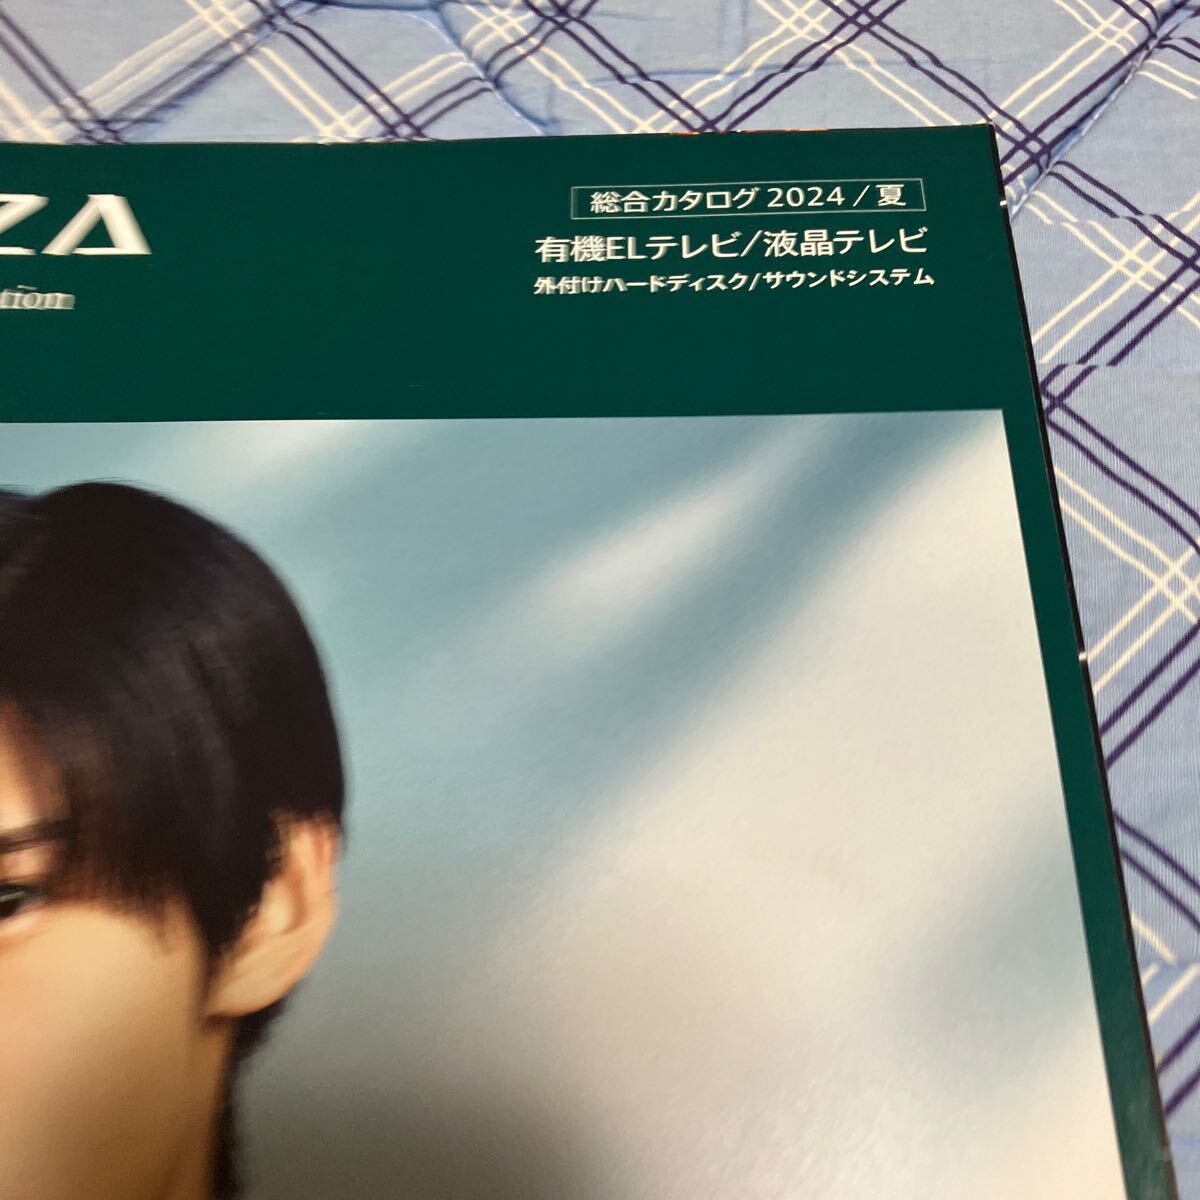 ZA
tion
総合カタログ 2024 / 夏
有機ELテレビ/液晶テレビ
外付けハードディスク/サウンドシステム